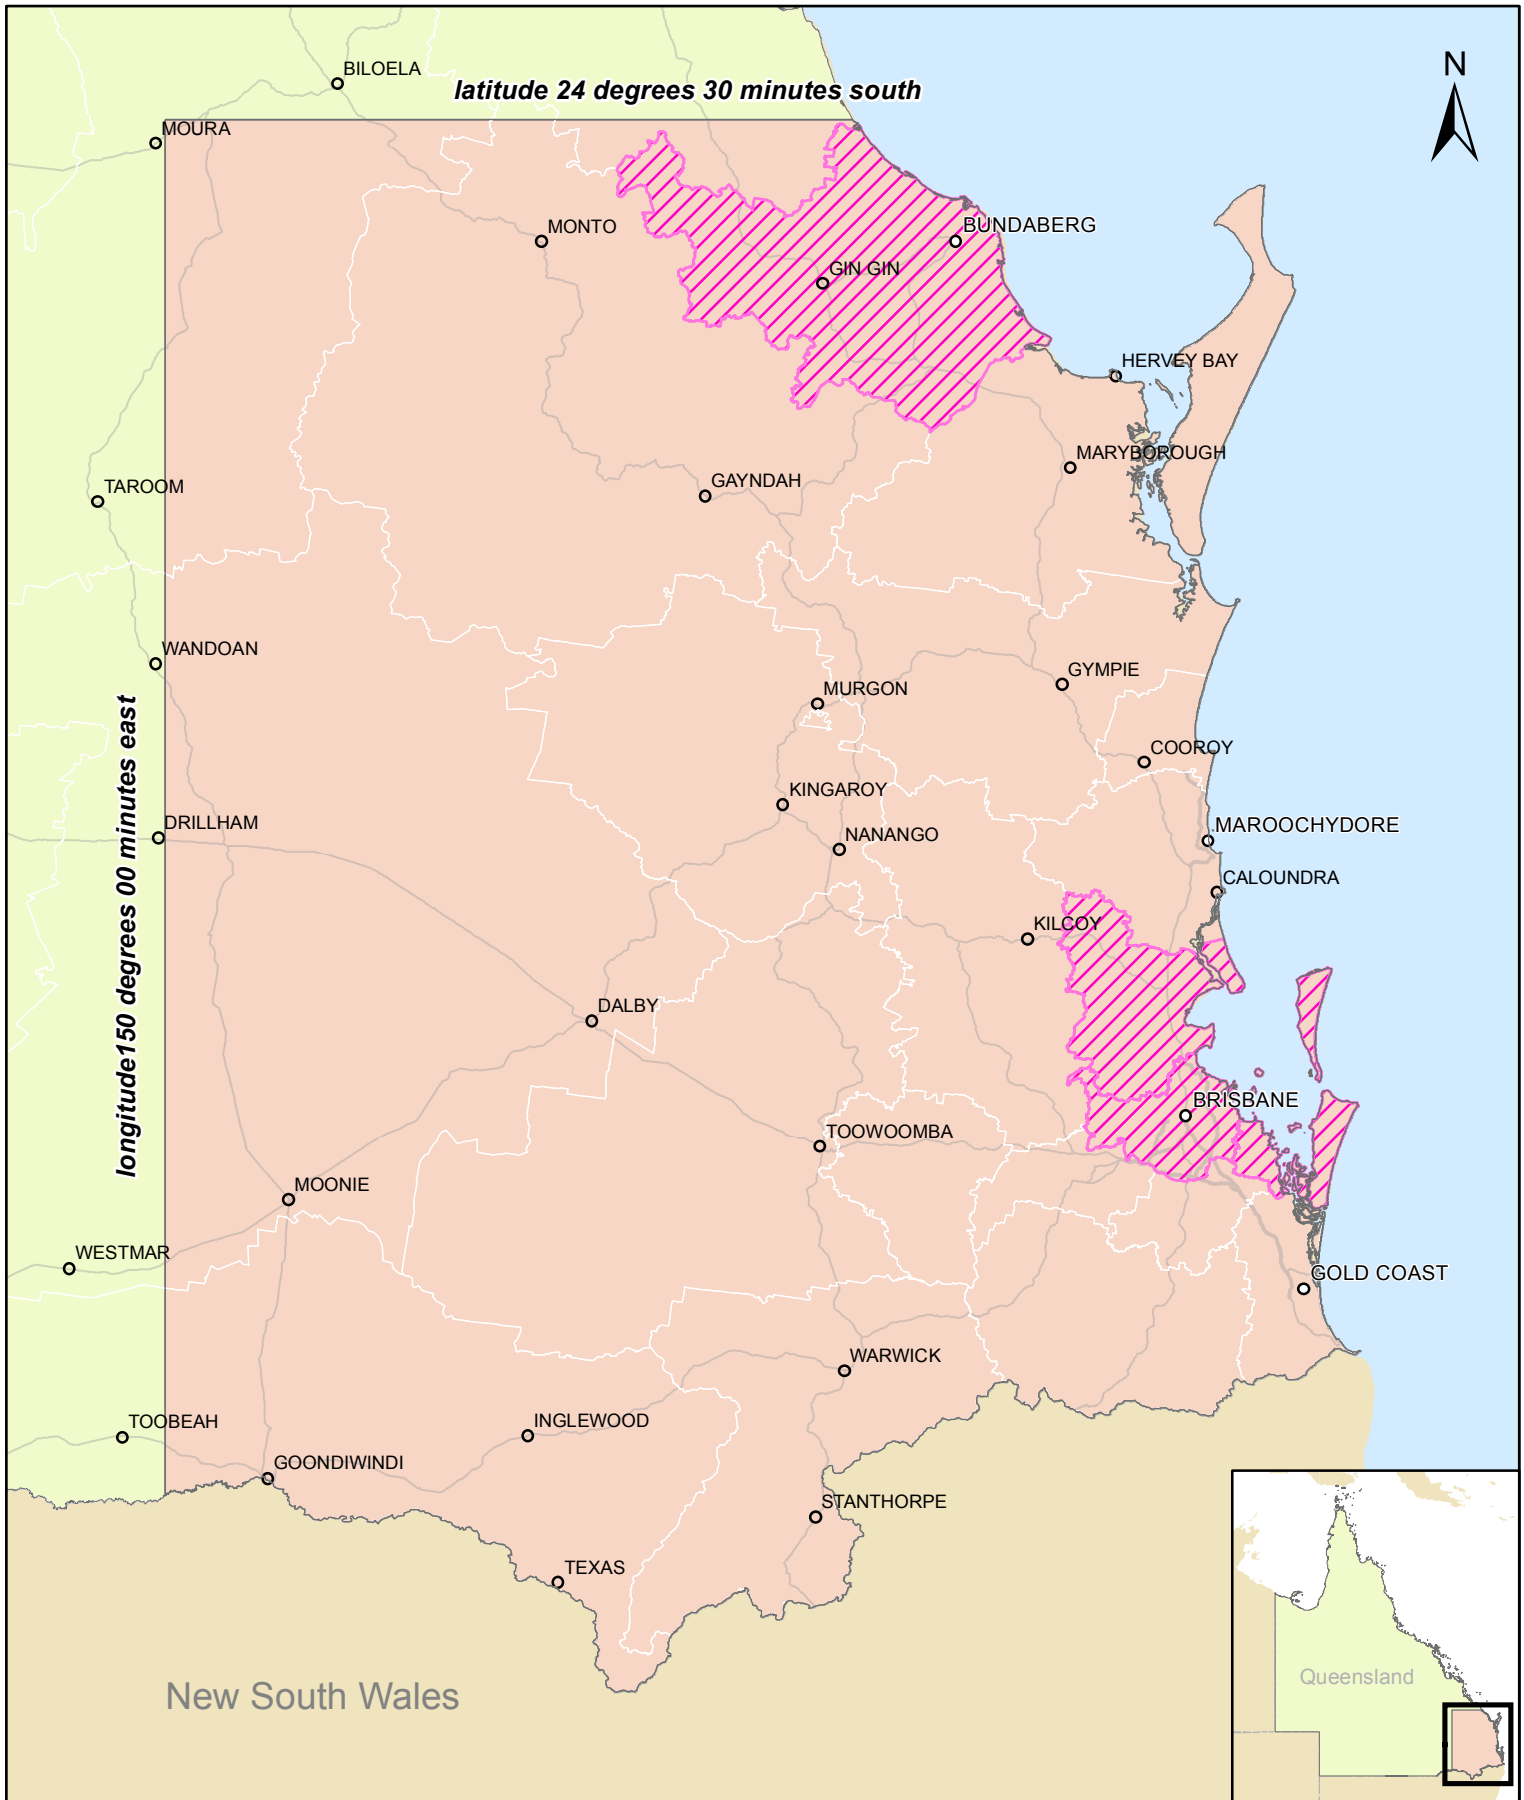 N
BILOELA
latitude 24 degrees 30 minutes south
MOURA
MONTO
BUNDABERG
GIN GIN
HERVEY BAY
MARYBOROUGH
GAYNDAH
TAROOM
WANDOAN
GYMPIE
MURGON
COOROY
KINGAROY
DRILLHAM
MAROOCHYDORE
NANANGO
CALOUNDRA
longitude150 degrees 00 minutes east
KILCOY
DALBY
BRISBANE
TOOWOOMBA
MOONIE
WESTMAR
GOLD COAST
WARWICK
TOOBEAH
INGLEWOOD
GOONDIWINDI
STANTHORPE
TEXAS
Queensland
New South Wales